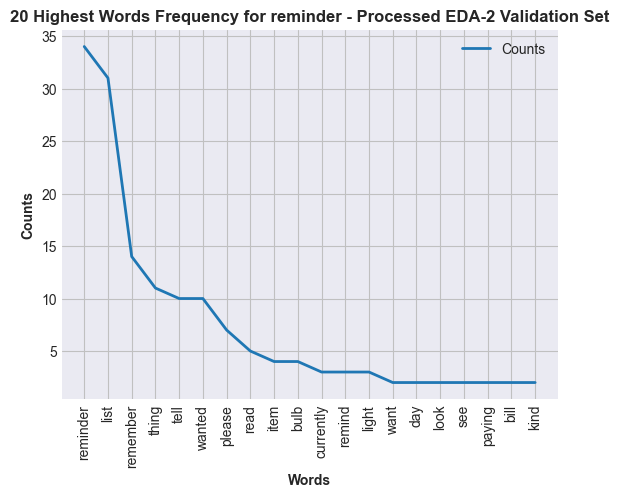 20 Highest Words Frequency for reminder - Processed EDA-2 Validation Set
Counts
35
30
25
20
15
10
5
Counts
reminder
list
remember
thing
tell
wanted
please
read
item
bulb
currently
remind
light
want
day
look
see
paying
bill
kind
Words